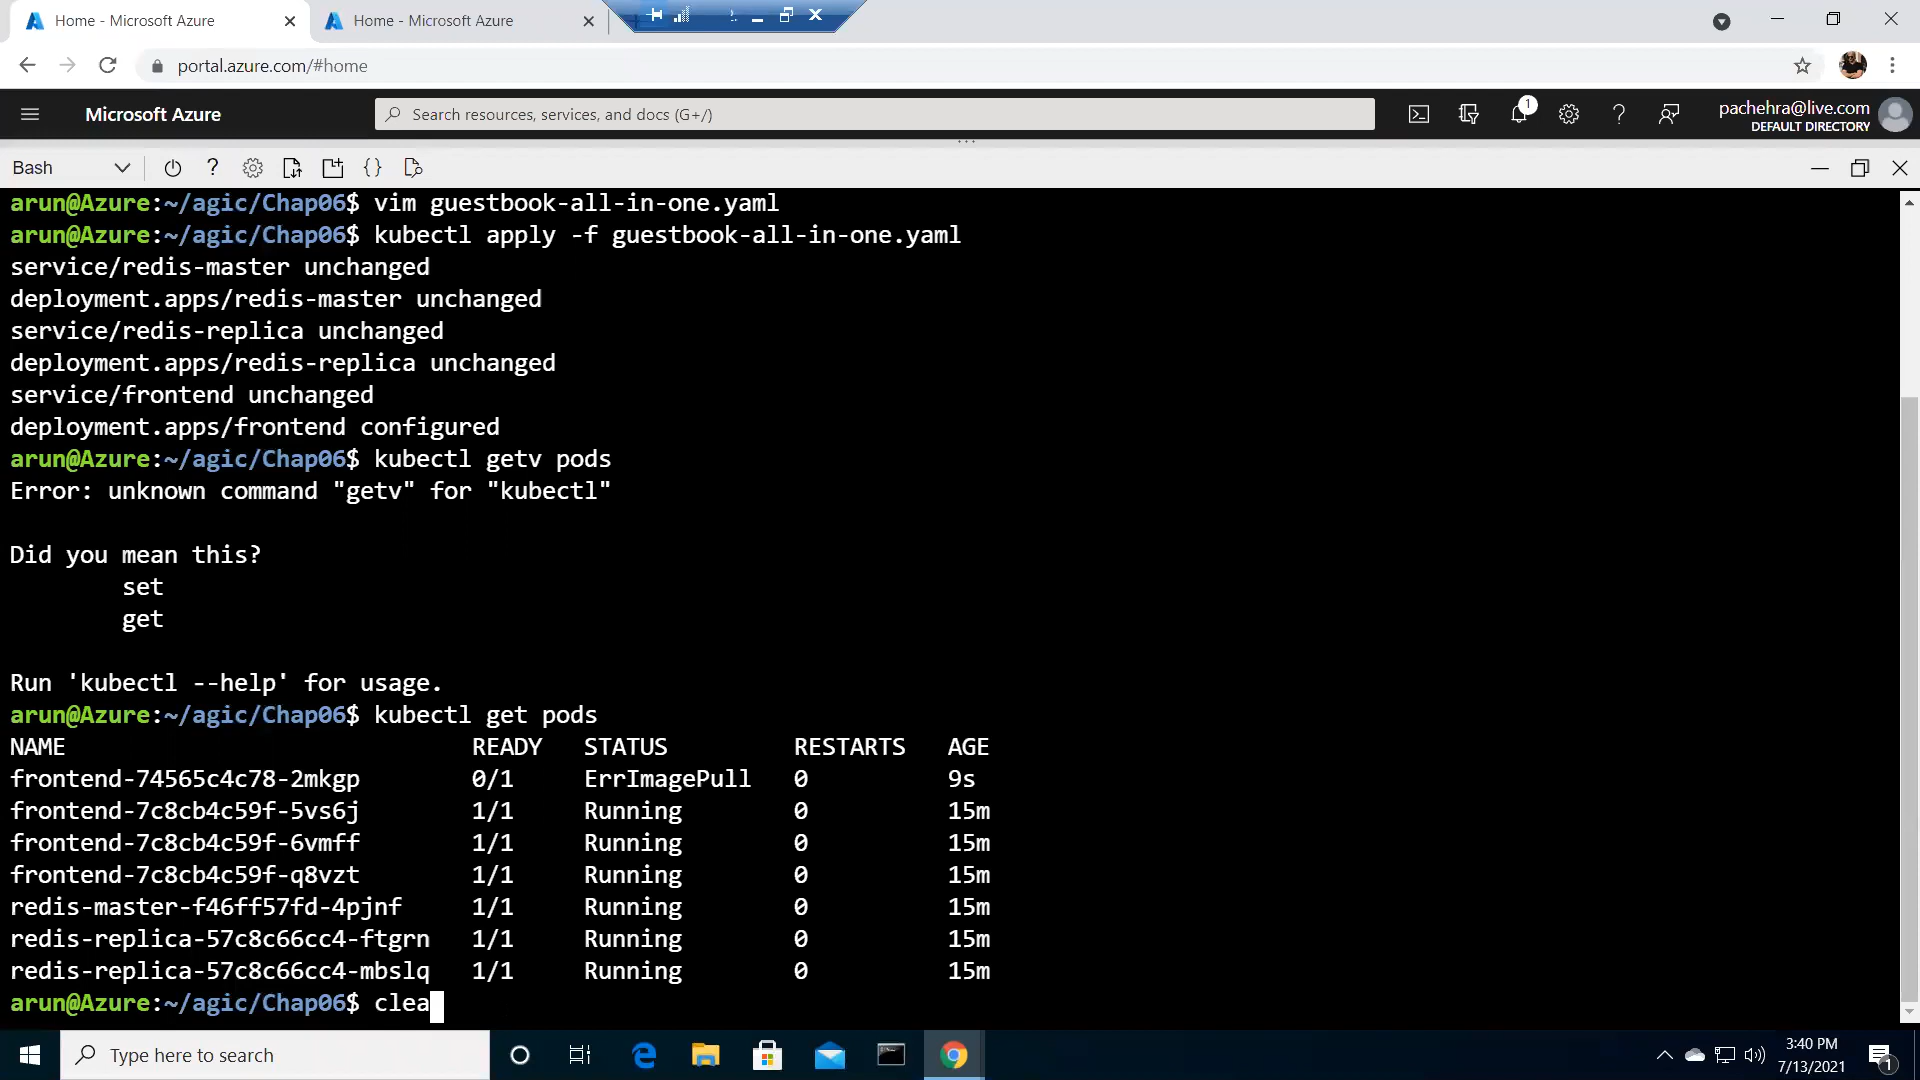 Home - Microsoft Azure
Home - Microsoft Azure
portal.azure.com/#home
Microsoft Azure
Search resources, services, and docs (G+/)
1
pachehra@live.com
DEFAULT DIRECTORY
Bash
arun@Azure:~/agic/Chap06$ vim guestbook-all-in-one.yaml
arun@Azure:~/agic/Chap06$ kubectl apply -f guestbook-all-in-one.yaml
service/redis-master unchanged
deployment.apps/redis-master unchanged
service/redis-replica unchanged
deployment.apps/redis-replica unchanged
service/frontend unchanged
deployment.apps/frontend configured
arun@Azure:~/agic/Chap06$ kubectl getv pods
Error: unknown command "getv" for "kubectl"
Did you mean this?
set
get
Run 'kubectl --help' for usage.
arun@Azure:~/agic/Chap06$ kubectl get pods
NAME READY STATUS RESTARTS AGE
frontend-74565c4c78-2mkgp 0/1 ErrImagePull 0 9s
frontend-7c8cb4c59f-5vs6j 1/1 Running 0 15m
frontend-7c8cb4c59f-6vmff 1/1 Running 0 15m
frontend-7c8cb4c59f-q8vzt 1/1 Running 0 15m
redis-master-f46ff57fd-4pjnf 1/1 Running 0 15m
redis-replica-57c8c66cc4-ftgrn 1/1 Running 0 15m
redis-replica-57c8c66cc4-mbslq 1/1 Running 0 15m
arun@Azure:~/agic/Chap06$ clea
Type here to search
3:40 PM
7/13/2021
1